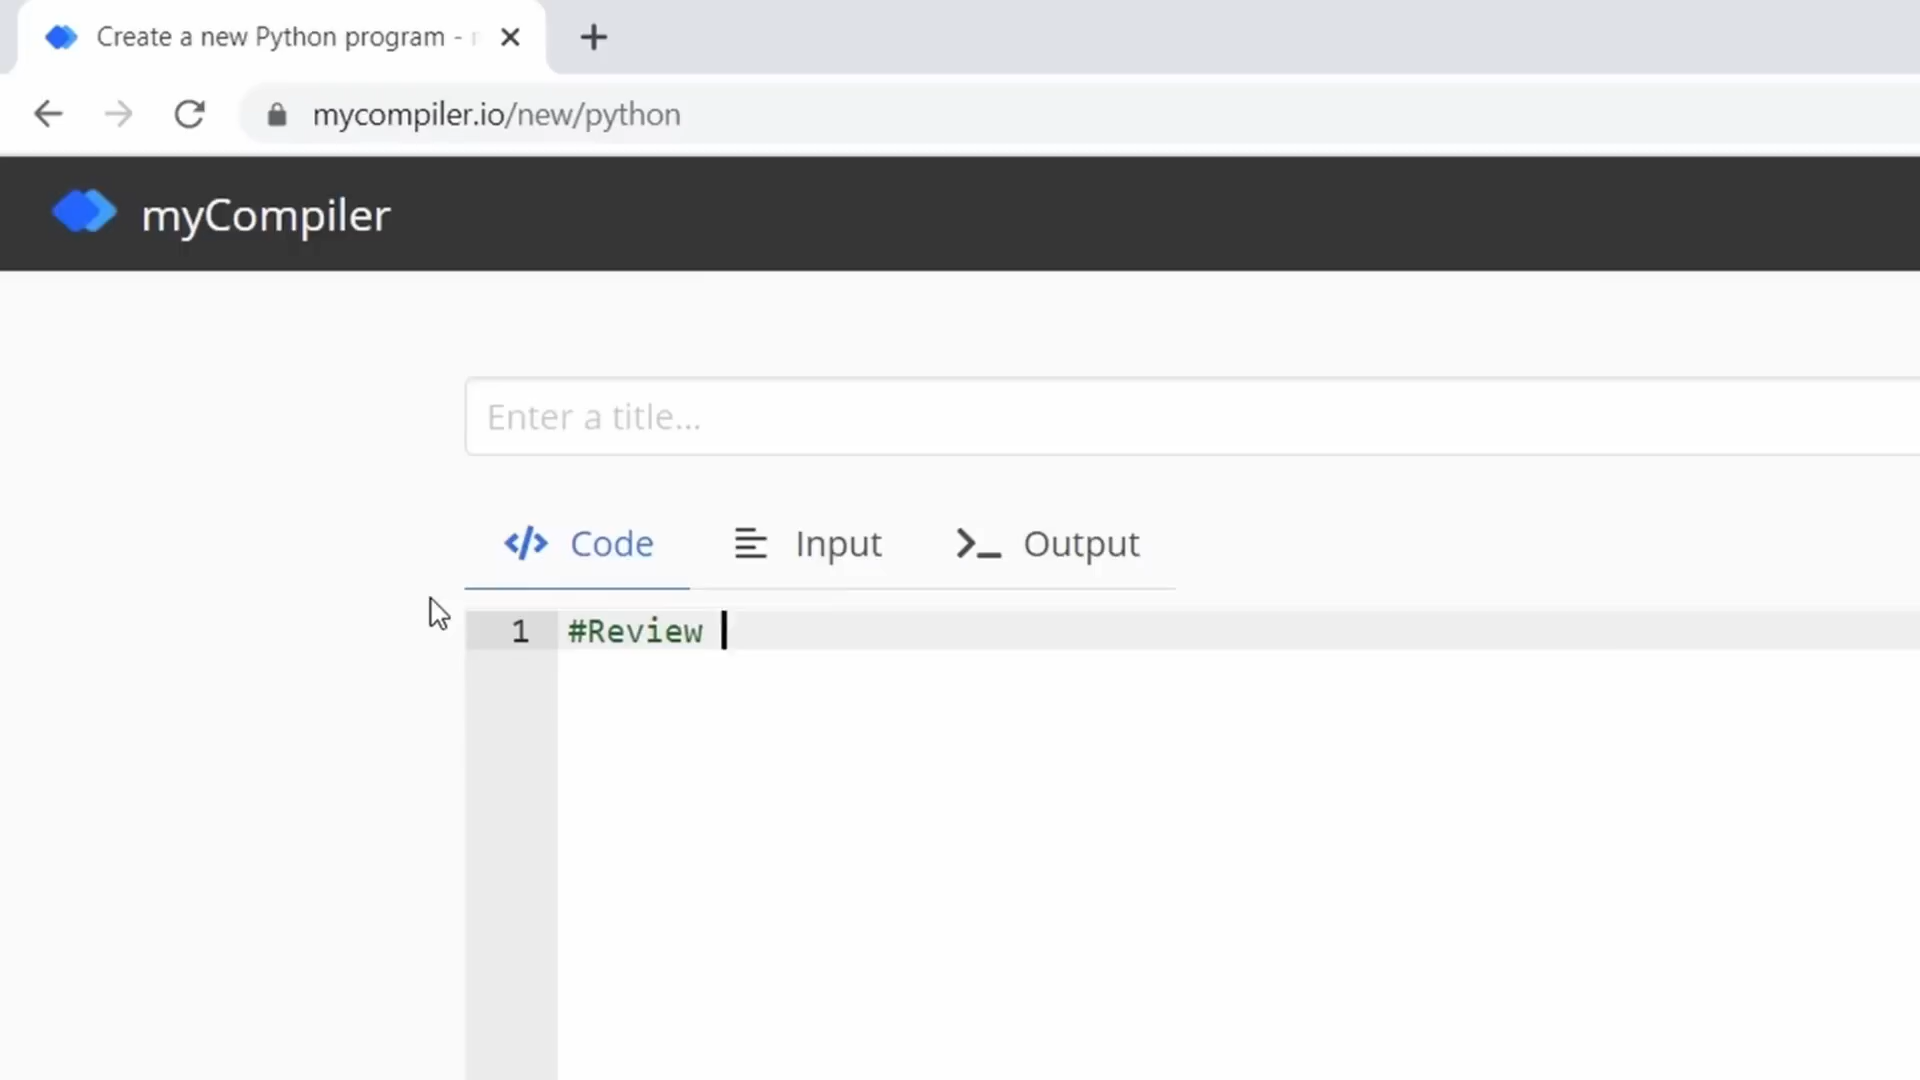 Create a new Python program -
mycompiler.io/new/python
myCompiler
Enter a title...
</> Code Input >_ Output
1 #Review